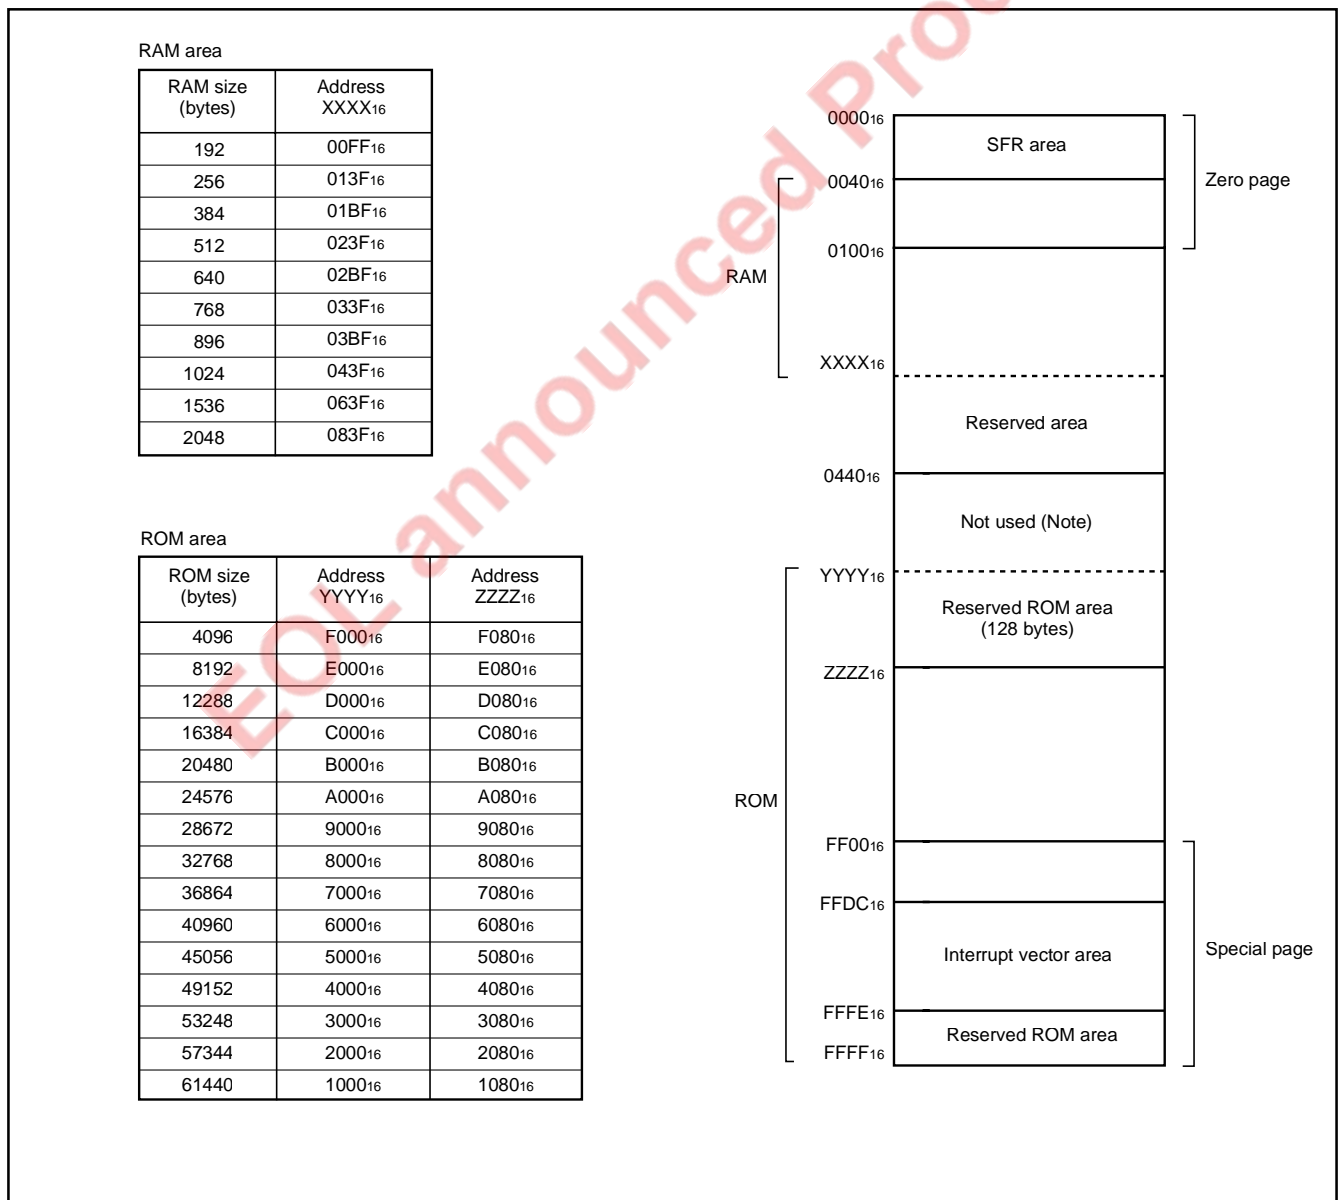 RAM area
RAM size (bytes) Address XXXX16
192 00FF16
256 013F16
384 01BF16
512 023F16
640 02BF16
768 033F16
896 03BF16
1024 043F16
1536 063F16
2048 083F16
ROM area
ROM size (bytes) Address YYYY16 Address ZZZZ16
4096 F00016 F08016
8192 E00016 E08016
12288 D00016 D08016
16384 C00016 C08016
20480 B00016 B08016
24576 A00016 A08016
28672 900016 908016
32768 800016 808016
36864 700016 708016
40960 600016 608016
45056 500016 508016
49152 400016 408016
53248 300016 308016
57344 200016 208016
61440 100016 108016
000016
SFR area
004016
Zero page
010016
RAM
XXXX16
Reserved area
044016
Not used (Note)
YYYY16
Reserved ROM area
(128 bytes)
ZZZZ16
ROM
FF0016
FFDC16
Interrupt vector area
Special page
FFFE16
Reserved ROM area
FFFF16
EOL announced